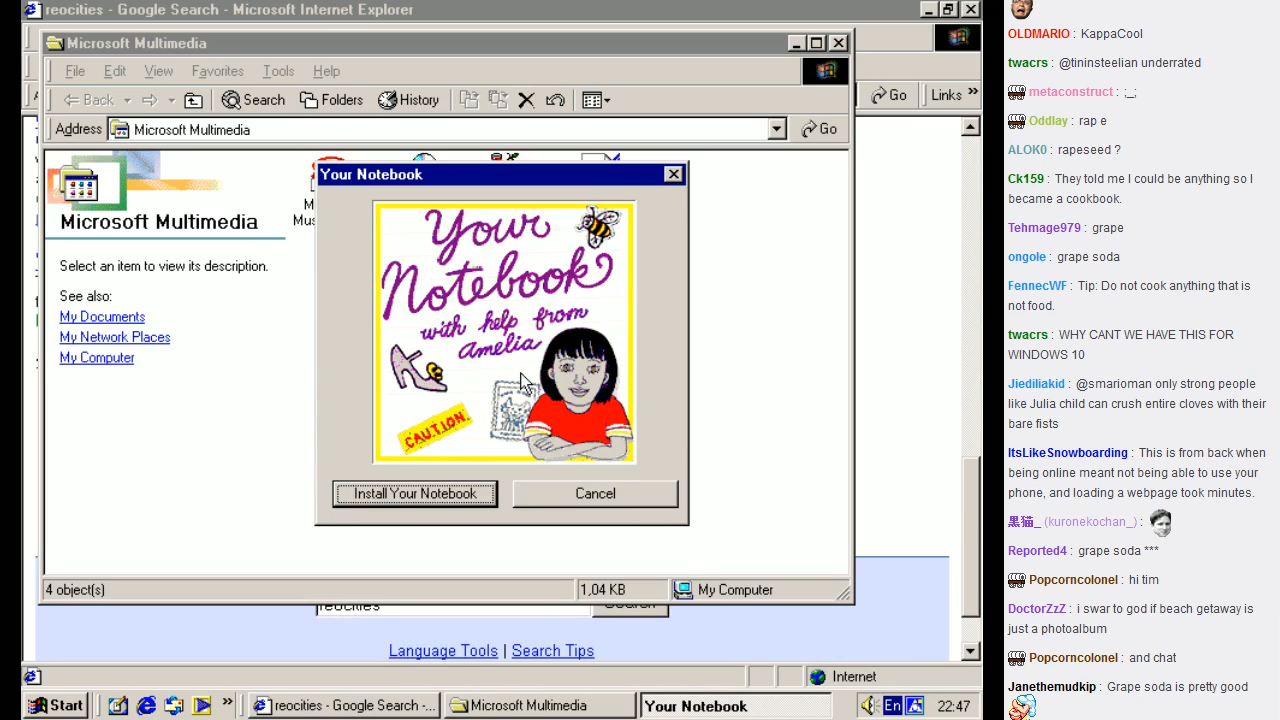 reocities - Google Search - Microsoft Internet Explorer
Microsoft Multimedia
File Edit View Favorites Tools Help
Back Search Folders History
Address Microsoft Multimedia Go
Go Links »
Microsoft Multimedia
Select an item to view its description.
See also:
My Documents
My Network Places
My Computer
Your Notebook
Your
Notebook
with help from
Amelia
CAUTION.
Install Your Notebook Cancel
4 object(s) 1,04 KB My Computer
reocities Search
Language Tools | Search Tips
Internet
Start » reocities - Google Search -... Microsoft Multimedia Your Notebook En 22:47
OLDMARIO : KappaCool
twacrs : @tininsteelian underrated
metaconstruct : ;_;
Oddlay : rap e
ALOK0 : rapeseed ?
Ck159 : They told me I could be anything so I
became a cookbook.
Tehmage979 : grape
ongole : grape soda
FennecWF : Tip: Do not cook anything that is
not food.
twacrs : WHY CANT WE HAVE THIS FOR
WINDOWS 10
Jiediliakid : @smarioman only strong people
like Julia child can crush entire cloves with their
bare fists
ItsLikeSnowboarding : This is from back when
being online meant not being able to use your
phone, and loading a webpage took minutes.
黒猫_ (kuronekochan_) :
Reported4 : grape soda ***
Popcorncolonel : hi tim
DoctorZzZ : i swar to god if beach getaway is
just a photoalbum
Popcorncolonel : and chat
Janethemudkip : Grape soda is pretty good